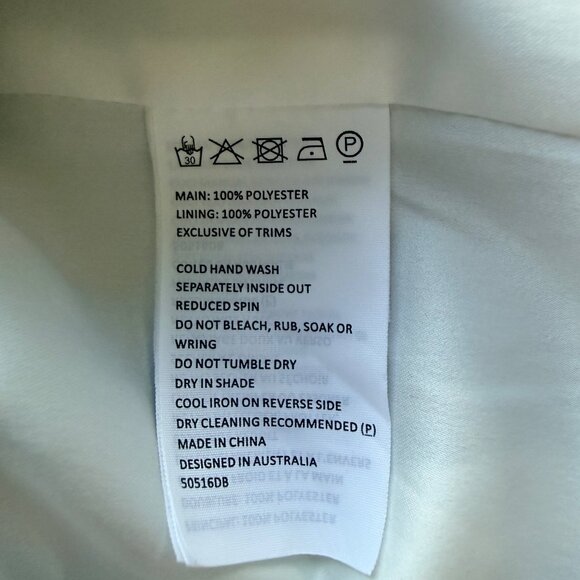 30 P
MAIN: 100% POLYESTER
LINING: 100% POLYESTER
EXCLUSIVE OF TRIMS
COLD HAND WASH
SEPARATELY INSIDE OUT
REDUCED SPIN
DO NOT BLEACH, RUB, SOAK OR
WRING
DO NOT TUMBLE DRY
DRY IN SHADE
COOL IRON ON REVERSE SIDE
DRY CLEANING RECOMMENDED (P)
MADE IN CHINA
DESIGNED IN AUSTRALIA
S0516DB